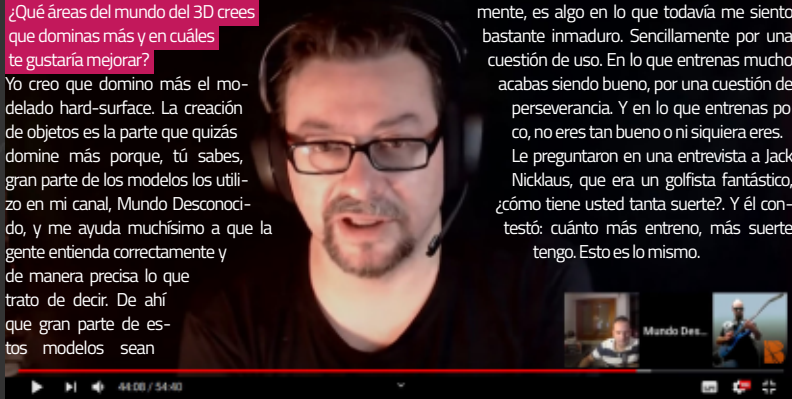 ¿Qué áreas del mundo del 3D crees
que dominas más y en cuáles
te gustaría mejorar?
Yo creo que domino más el mo-
delado hard-surface. La creación
de objetos es la parte que quizás
domine más porque, tú sabes,
gran parte de los modelos los utili-
zo en mi canal, Mundo Desconoci-
do, y me ayuda muchísimo a que la
gente entienda correctamente y
de manera precisa lo que
trato de decir. De ahí
que gran parte de es-
tos modelos sean
mente, es algo en lo que todavía me siento
bastante inmaduro. Sencillamente por una
cuestión de uso. En lo que entrenas mucho
acabas siendo bueno, por una cuestión de
perseverancia. Y en lo que entrenas po
co, no eres tan bueno o ni siquiera eres.
Le preguntaron en una entrevista a Jack
Nicklaus, que era un golfista fantástico,
¿cómo tiene usted tanta suerte?. Y él con-
testó: cuánto más entreno, más suerte
tengo. Esto es lo mismo.
Mundo Des...
44:08 / 54:40